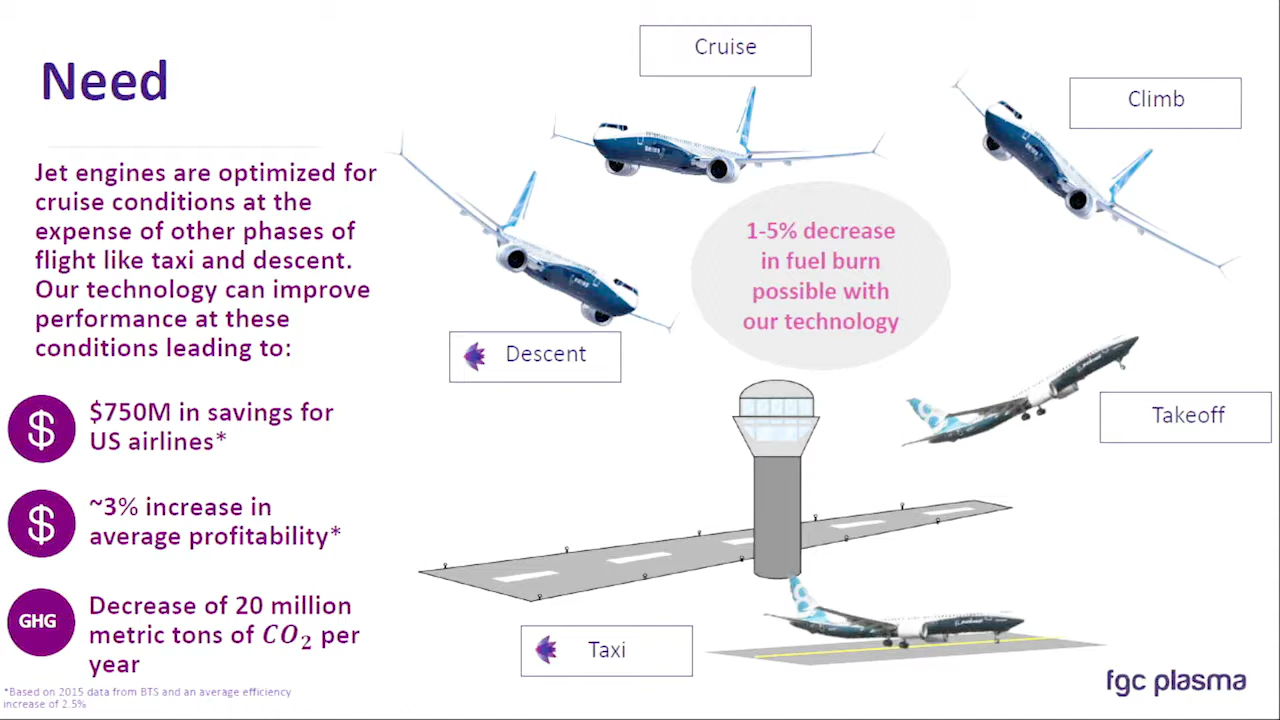 Need
Jet engines are optimized for
cruise conditions at the
expense of other phases of
flight like taxi and descent.
Our technology can improve
performance at these
conditions leading to:
$
$750M in savings for
US airlines*
$
~3% increase in
average profitability*
GHG
Decrease of 20 million
metric tons of CO₂ per
year
*Based on 2015 data from BTS and an average efficiency
increase of 2.5%
Cruise
Climb
1-5% decrease
in fuel burn
possible with
our technology
Descent
Takeoff
Taxi
fgc plasma